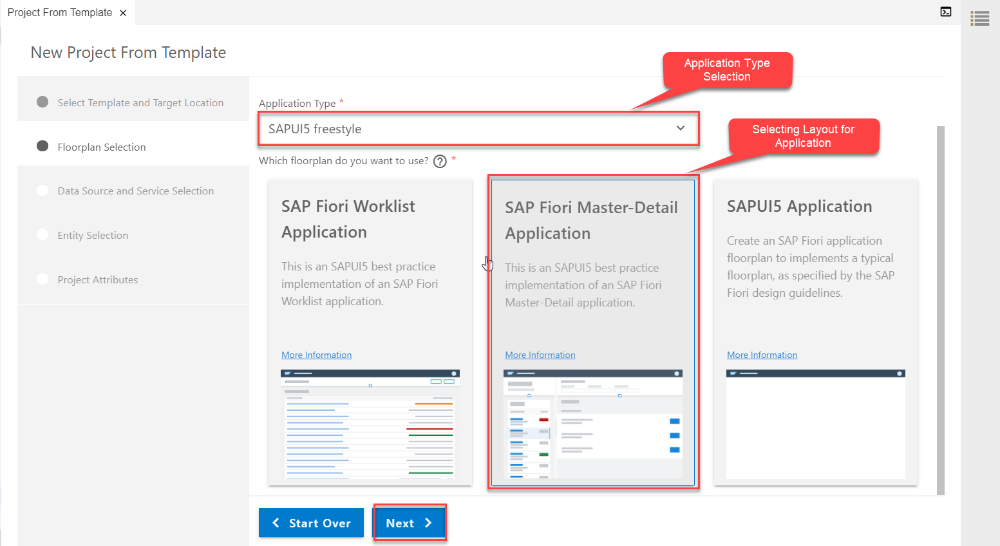 Project From Template ×
New Project From Template
Select Template and Target Location
Floorplan Selection
Data Source and Service Selection
Entity Selection
Project Attributes
Application Type
Selection
Application Type *
SAPUI5 freestyle
Selecting Layout for
Application
Which floorplan do you want to use? ? *
SAP Fiori Worklist
Application
This is an SAPUI5 best practice
implementation of an SAP Fiori
Worklist application.
More Information
SAP Fiori Master-Detail
Application
This is an SAPUI5 best practice
implementation of an SAP Fiori
Master-Detail application.
More Information
SAPUI5 Application
Create an SAP Fiori application
floorplan to implements a typical
floorplan, as specified by the SAP
Fiori design guidelines.
More Information
Start Over
Next